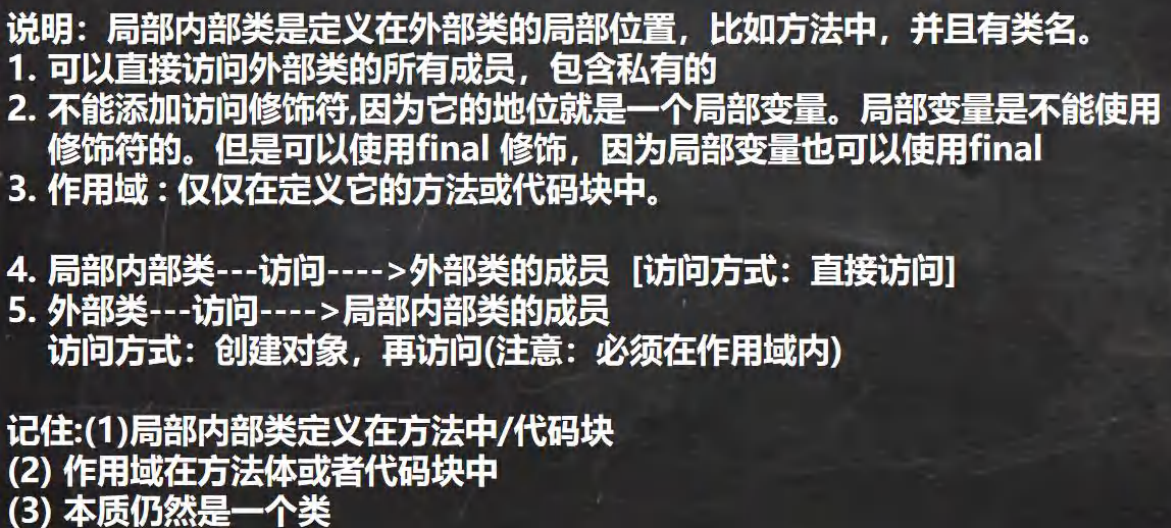 说明：局部内部类是定义在外部类的局部位置，比如方法中，并且有类名。
1. 可以直接访问外部类的所有成员，包含私有的
2. 不能添加访问修饰符,因为它的地位就是一个局部变量。局部变量是不能使用
修饰符的。但是可以使用final 修饰，因为局部变量也可以使用final
3. 作用域 : 仅仅在定义它的方法或代码块中。
4. 局部内部类---访问---->外部类的成员 [访问方式：直接访问]
5. 外部类---访问---->局部内部类的成员
访问方式：创建对象，再访问(注意：必须在作用域内)
记住:(1)局部内部类定义在方法中/代码块
(2) 作用域在方法体或者代码块中
(3) 本质仍然是一个类